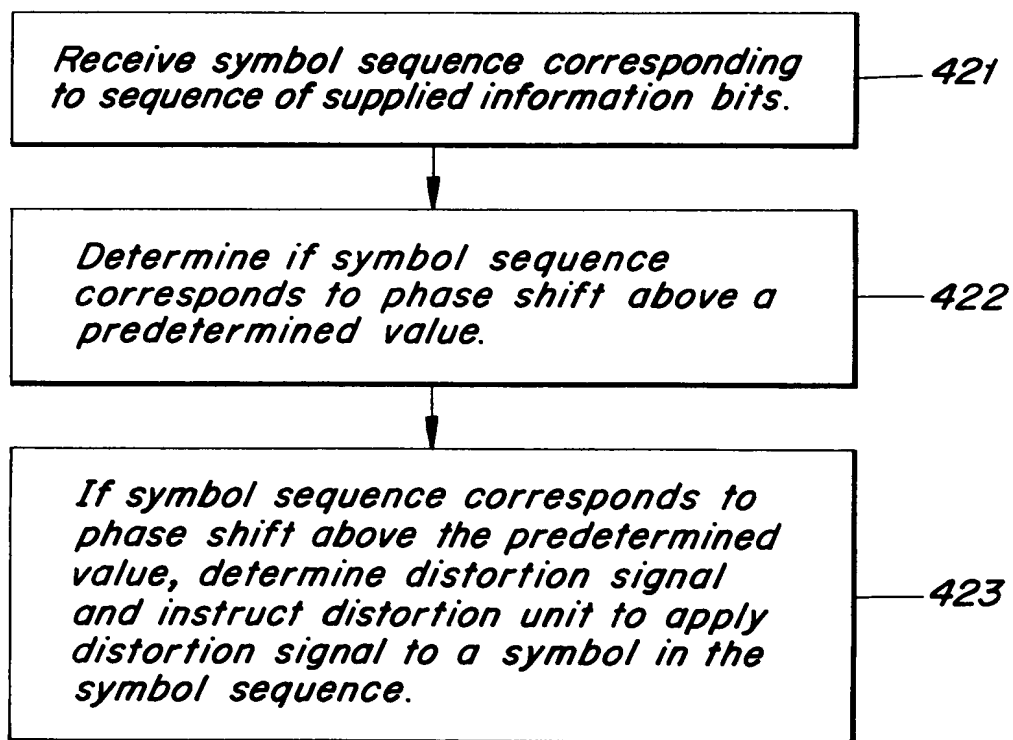 Receive symbol sequence corresponding
to sequence of supplied information bits.
421
Determine if symbol sequence
corresponds to phase shift above a
predetermined value.
422
If symbol sequence corresponds to
phase shift above the predetermined
value, determine distortion signal
and instruct distortion unit to apply
distortion signal to a symbol in the
symbol sequence.
423